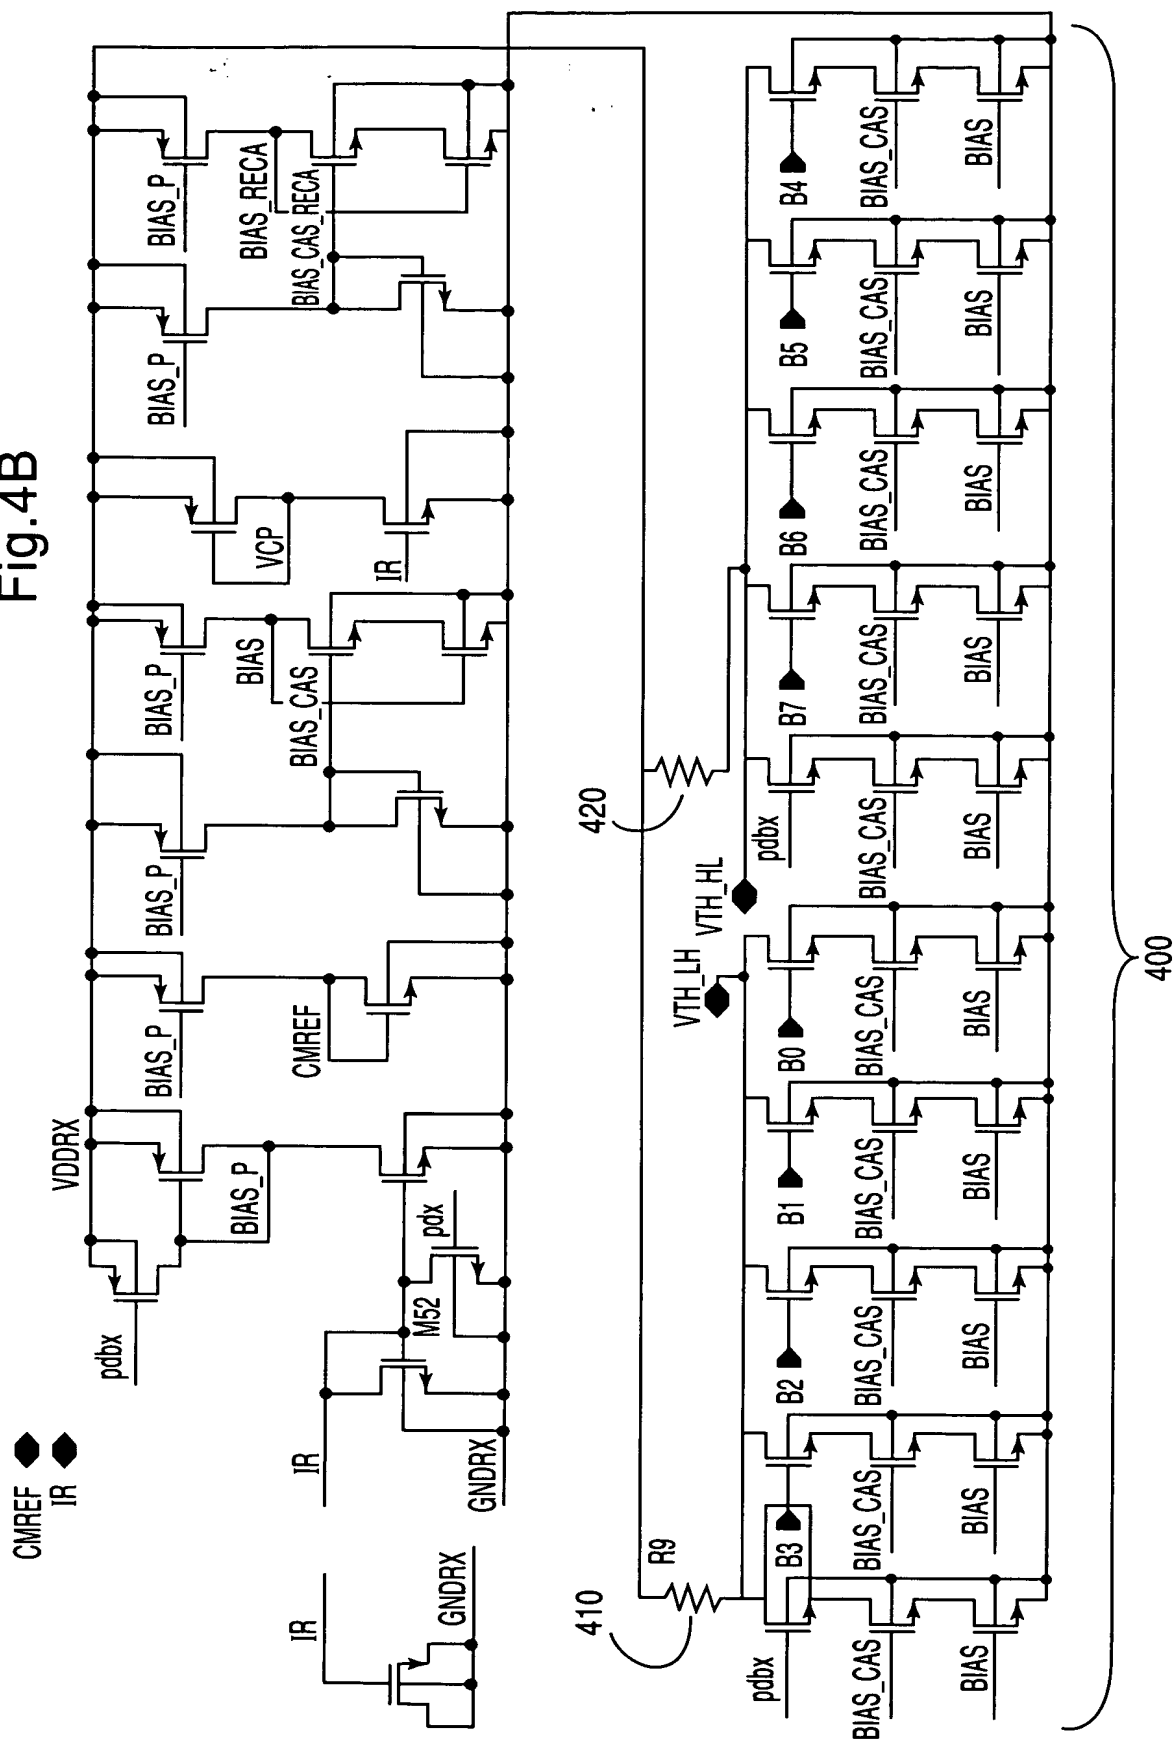 Fig.4B
CMREF
IR
IR
GNDRX
IR
GNDRX
pdbx
VDDRX
BIAS_P
M52
pdx
BIAS_P
CMREF
BIAS_P
BIAS_P
BIAS
BIAS_CAS
VCP
IR
BIAS_P
BIAS_P
BIAS_RECA
BIAS_CAS_RECA
410
R9
420
VTH_LH
VTH_HL
pdbx
B3
B2
B1
B0
pdbx
B7
B6
B5
B4
BIAS_CAS
BIAS_CAS
BIAS_CAS
BIAS_CAS
BIAS_CAS
BIAS_CAS
BIAS_CAS
BIAS_CAS
BIAS_CAS
BIAS_CAS
BIAS
BIAS
BIAS
BIAS
BIAS
BIAS
BIAS
BIAS
BIAS
BIAS
400